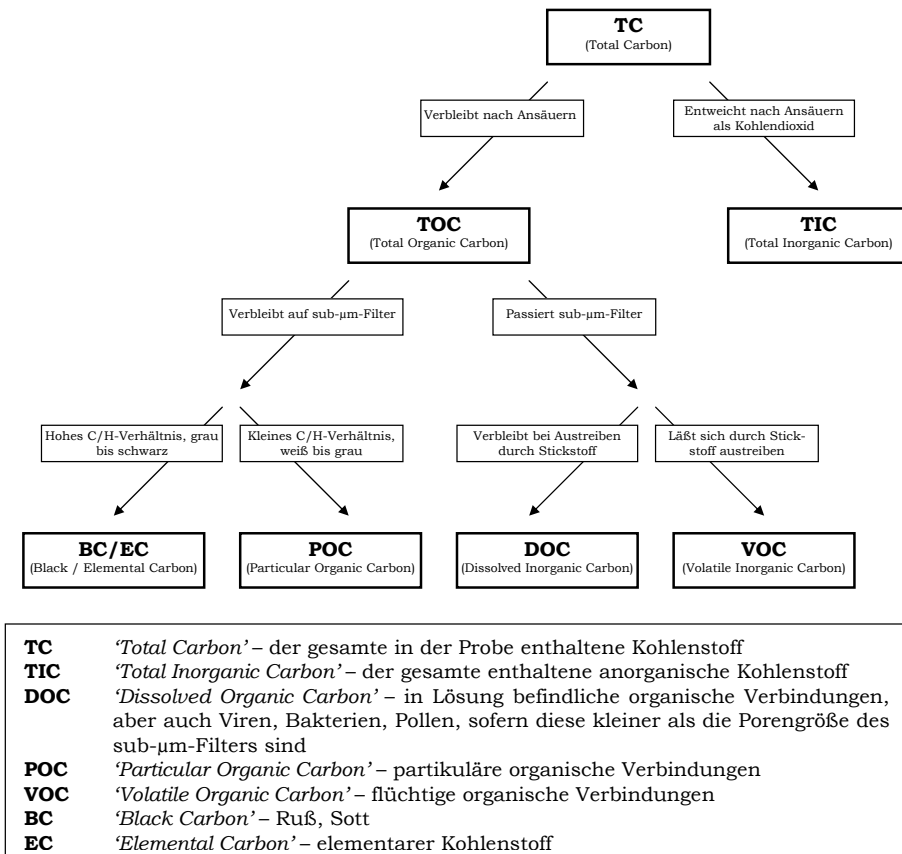 TC
(Total Carbon)
Verbleibt nach Ansäuern
Entweicht nach Ansäuern
als Kohlendioxid
TOC
(Total Organic Carbon)
TIC
(Total Inorganic Carbon)
Verbleibt auf sub-µm-Filter
Passiert sub-µm-Filter
Hohes C/H-Verhältnis, grau
bis schwarz
Kleines C/H-Verhältnis,
weiß bis grau
Verbleibt bei Austreiben
durch Stickstoff
Läßt sich durch Stick-
stoff austreiben
BC/EC
(Black / Elemental Carbon)
POC
(Particular Organic Carbon)
DOC
(Dissolved Inorganic Carbon)
VOC
(Volatile Inorganic Carbon)
TC ‘Total Carbon’ – der gesamte in der Probe enthaltene Kohlenstoff
TIC ‘Total Inorganic Carbon’ – der gesamte enthaltene anorganische Kohlenstoff
DOC ‘Dissolved Organic Carbon’ – in Lösung befindliche organische Verbindungen,
aber auch Viren, Bakterien, Pollen, sofern diese kleiner als die Porengröße des
sub-µm-Filters sind
POC ‘Particular Organic Carbon’ – partikuläre organische Verbindungen
VOC ‘Volatile Organic Carbon’ – flüchtige organische Verbindungen
BC ‘Black Carbon’ – Ruß, Sott
EC ‘Elemental Carbon’ – elementarer Kohlenstoff